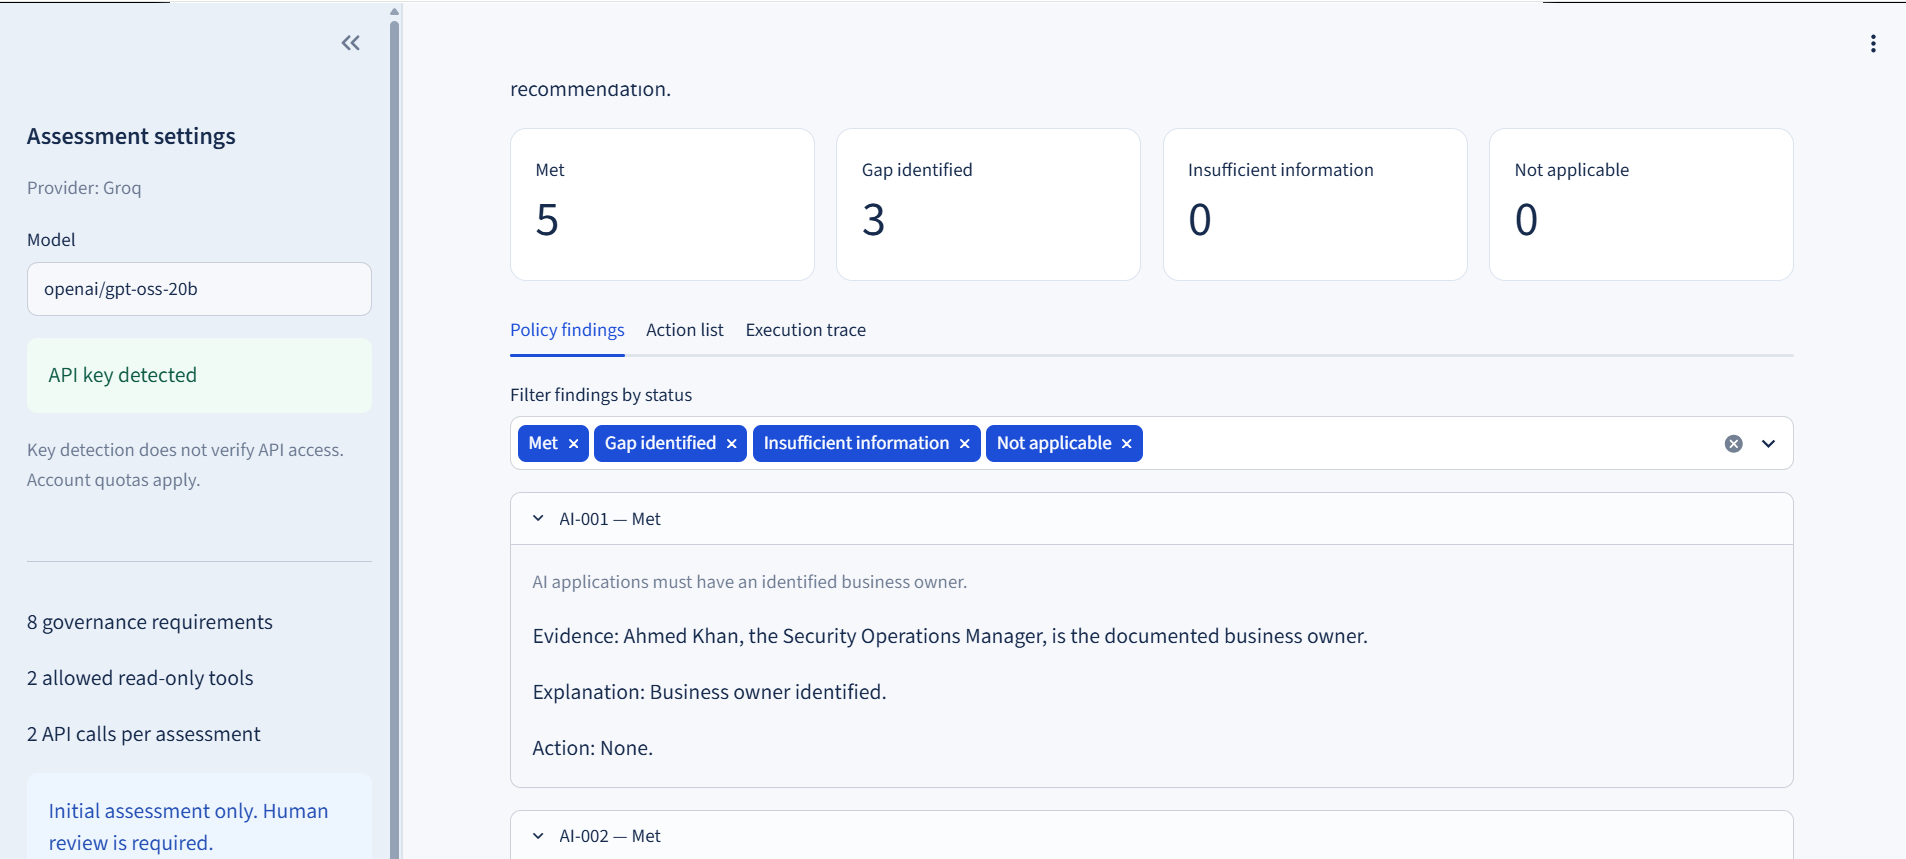 Assessment settings
Provider: Groq
Model
openai/gpt-oss-20b
API key detected
Key detection does not verify API access.
Account quotas apply.
8 governance requirements
2 allowed read-only tools
2 API calls per assessment
Initial assessment only. Human
review is required.
recommendation.
Met
5
Gap identified
3
Insufficient information
0
Not applicable
0
Policy findings
Action list
Execution trace
Filter findings by status
Met
Gap identified
Insufficient information
Not applicable
AI-001 — Met
AI applications must have an identified business owner.
Evidence: Ahmed Khan, the Security Operations Manager, is the documented business owner.
Explanation: Business owner identified.
Action: None.
AI-002 — Met